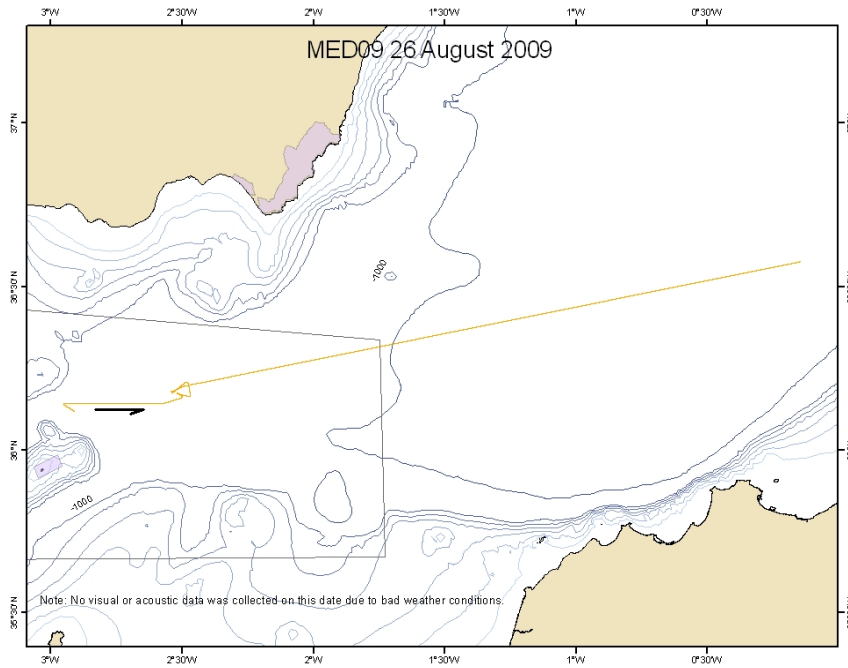 3°W 2°30'W 2°W 1°30'W 1°W 0°30'W
MED09 26 August 2009
37°N
-7000
36°30'N
36°N
-1000
Note: No visual or acoustic data was collected on this date due to bad weather conditions.
35°30'N
3°W 2°30'W 2°W 1°30'W 1°W 0°30'W